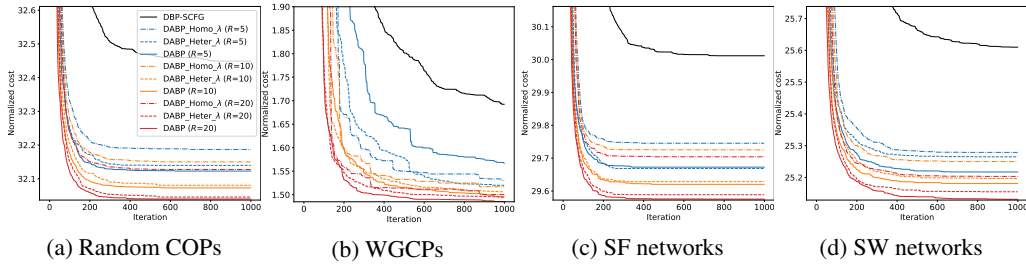 32.6
32.5
32.4
32.3
32.2
32.1
Normalized cost
200
400
600
800
1000
Iteration
DBP-SCFG
DABP_Homo_λ (R=5)
DABP_Heter_λ (R=5)
DABP (R=5)
DABP_Homo_λ (R=10)
DABP_Heter_λ (R=10)
DABP (R=10)
DABP_Homo_λ (R=20)
DABP_Heter_λ (R=20)
DABP (R=20)
(a) Random COPs
1.90
1.85
1.80
1.75
1.70
1.65
1.60
1.55
1.50
Normalized cost
0
200
400
600
800
1000
Iteration
(b) WGCPs
30.1
30.0
29.9
29.8
29.7
29.6
Normalized cost
0
200
400
600
800
1000
Iteration
(c) SF networks
25.7
25.6
25.5
25.4
25.3
25.2
Normalized cost
0
200
400
600
800
1000
Iteration
(d) SW networks